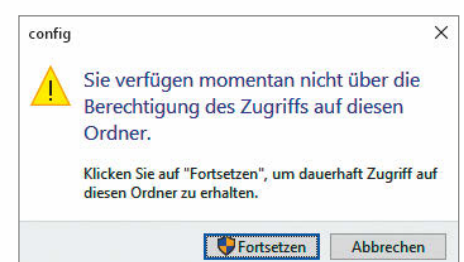 config
Sie verfügen momentan nicht über die
Berechtigung des Zugriffs auf diesen
Ordner.
Klicken Sie auf "Fortsetzen", um dauerhaft Zugriff auf
diesen Ordner zu erhalten.
Fortsetzen Abbrechen